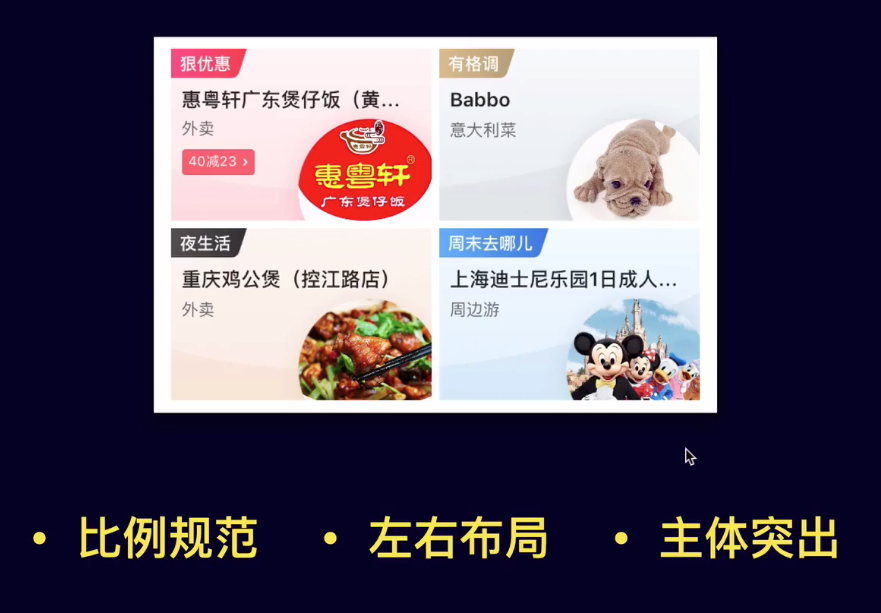 狠优惠
惠粤轩广东煲仔饭（黄...
外卖
40减23 ›
惠粤轩®
广东煲仔饭
有格调
Babbo
意大利菜
夜生活
重庆鸡公煲（控江路店）
外卖
周末去哪儿
上海迪士尼乐园1日成人...
周边游
• 比例规范 • 左右布局 • 主体突出